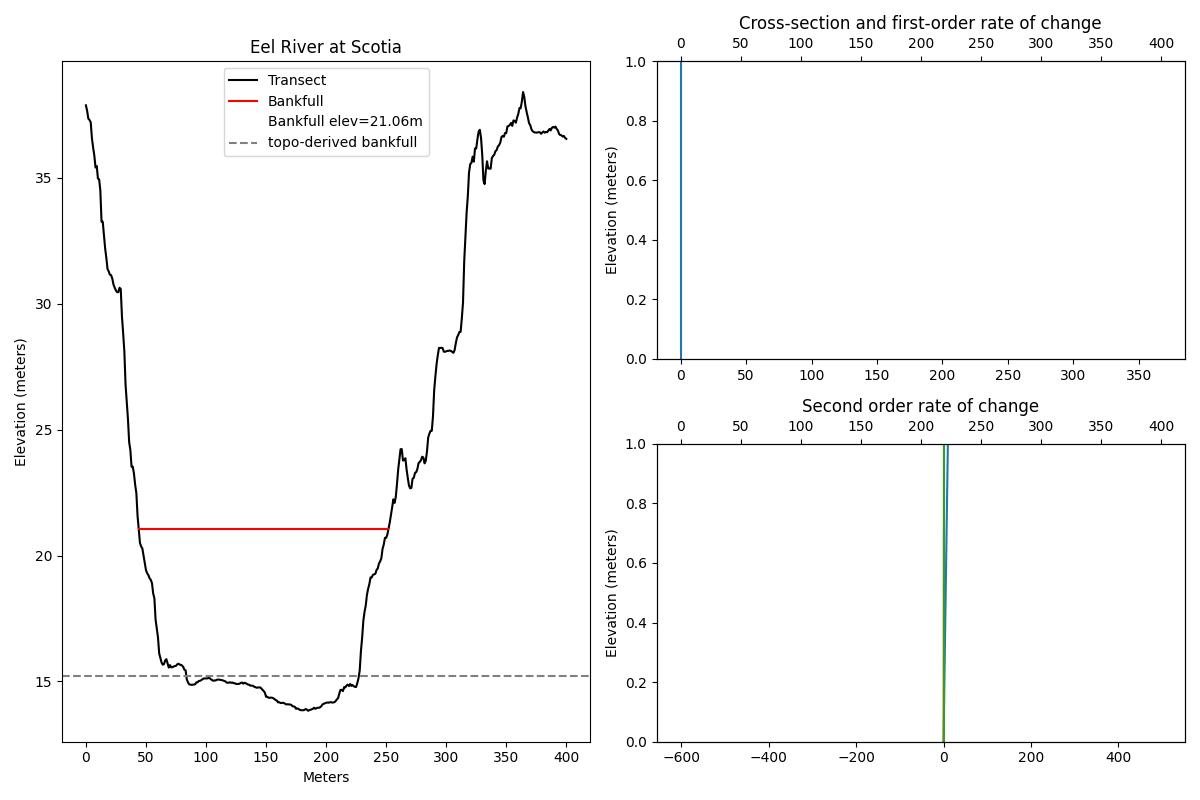 Eel River at Scotia
Transect
Bankfull
Bankfull elev=21.06m
topo-derived bankfull
35
30
25
20
15
Elevation (meters)
0 50 100 150 200 250 300 350 400
Meters
Cross-section and first-order rate of change
0 50 100 150 200 250 300 350 400
1.0
0.8
0.6
0.4
0.2
0.0
Elevation (meters)
0 50 100 150 200 250 300 350
Second order rate of change
0 50 100 150 200 250 300 350 400
1.0
0.8
0.6
0.4
0.2
0.0
Elevation (meters)
−600 −400 −200 0 200 400